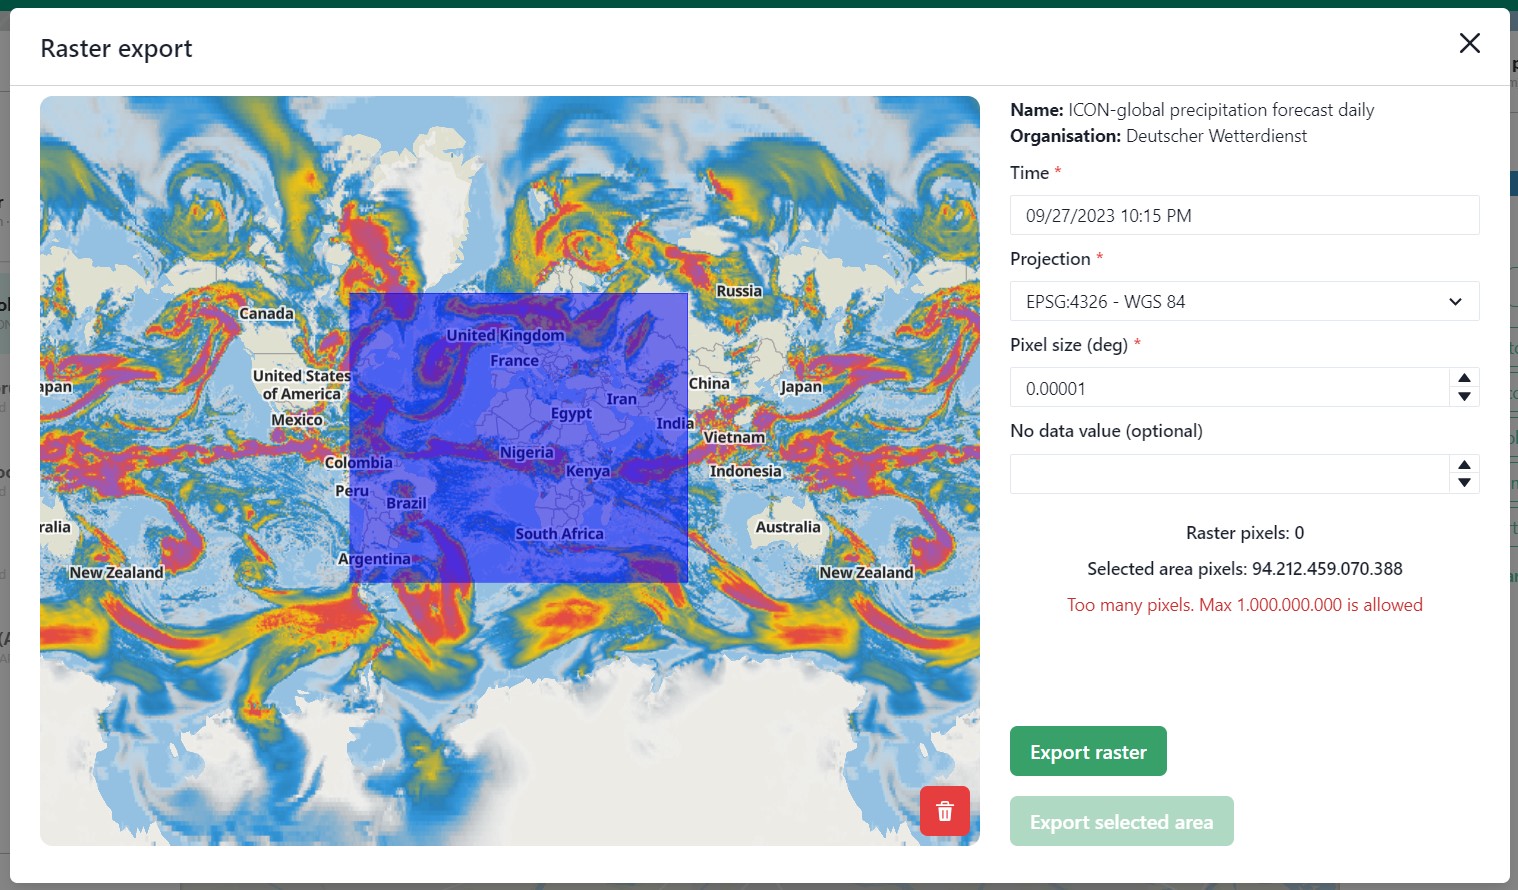 Raster export
Canada
United States
of America
Mexico
Colombia
Peru
Brazil
Argentina
United Kingdom
France
Egypt
Iran
India
Nigeria
Kenya
South Africa
Russia
China
Japan
Vietnam
Indonesia
Australia
New Zealand
apan
ralia
New Zealand
Name: ICON-global precipitation forecast daily
Organisation: Deutscher Wetterdienst
Time *
09/27/2023 10:15 PM
Projection *
EPSG:4326 - WGS 84
Pixel size (deg) *
0.00001
No data value (optional)
Raster pixels: 0
Selected area pixels: 94.212.459.070.388
Too many pixels. Max 1.000.000.000 is allowed
Export raster
Export selected area